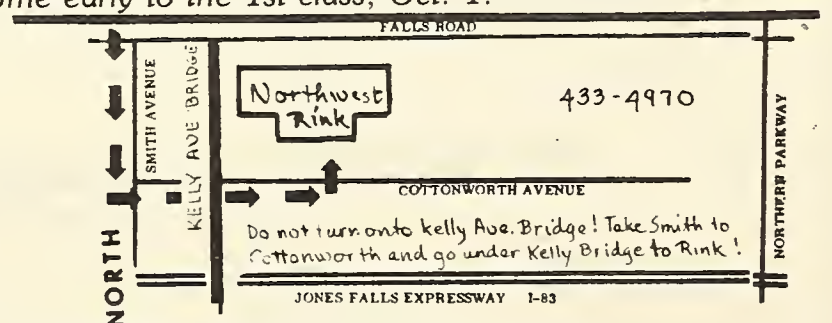 ome early to the 1st class, Oct. 1.
FALLS ROAD
SMITH AVENUE
KELLY AVE BRIDGE
Northwest
Rink
433-4970
NORTHERN PARKWAY
COTTONWORTH AVENUE
Do not turn onto Kelly Ave. Bridge! Take Smith to
Cottonworth and go under Kelly Bridge to Rink!
NORTH
JONES FALLS EXPRESSWAY I-83